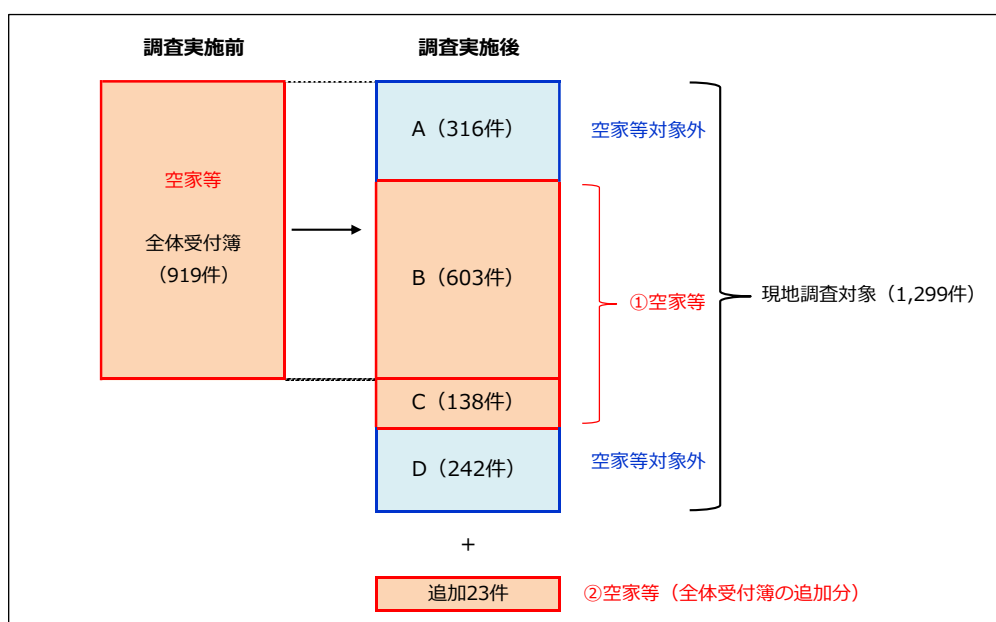 調査実施前
調査実施後
空家等
全体受付簿
（919件）
A（316件）
空家等対象外
B（603件）
①空家等
現地調査対象（1,299件）
C（138件）
D（242件）
空家等対象外
+
追加23件
②空家等（全体受付簿の追加分）